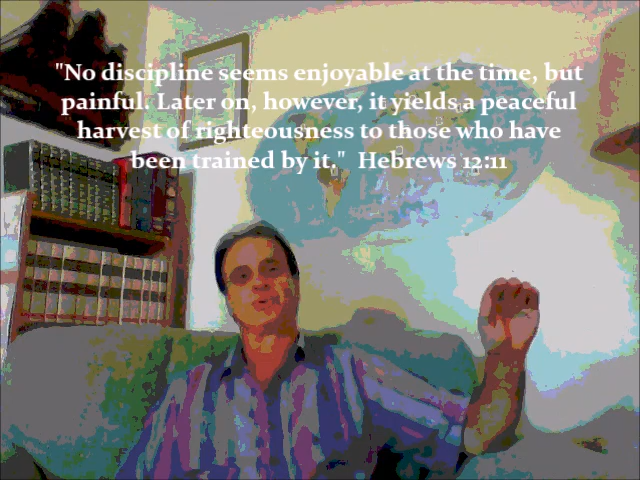 "No discipline seems enjoyable at the time, but
painful. Later on, however, it yields a peaceful
harvest of righteousness to those who have
been trained by it."  Hebrews 12:11